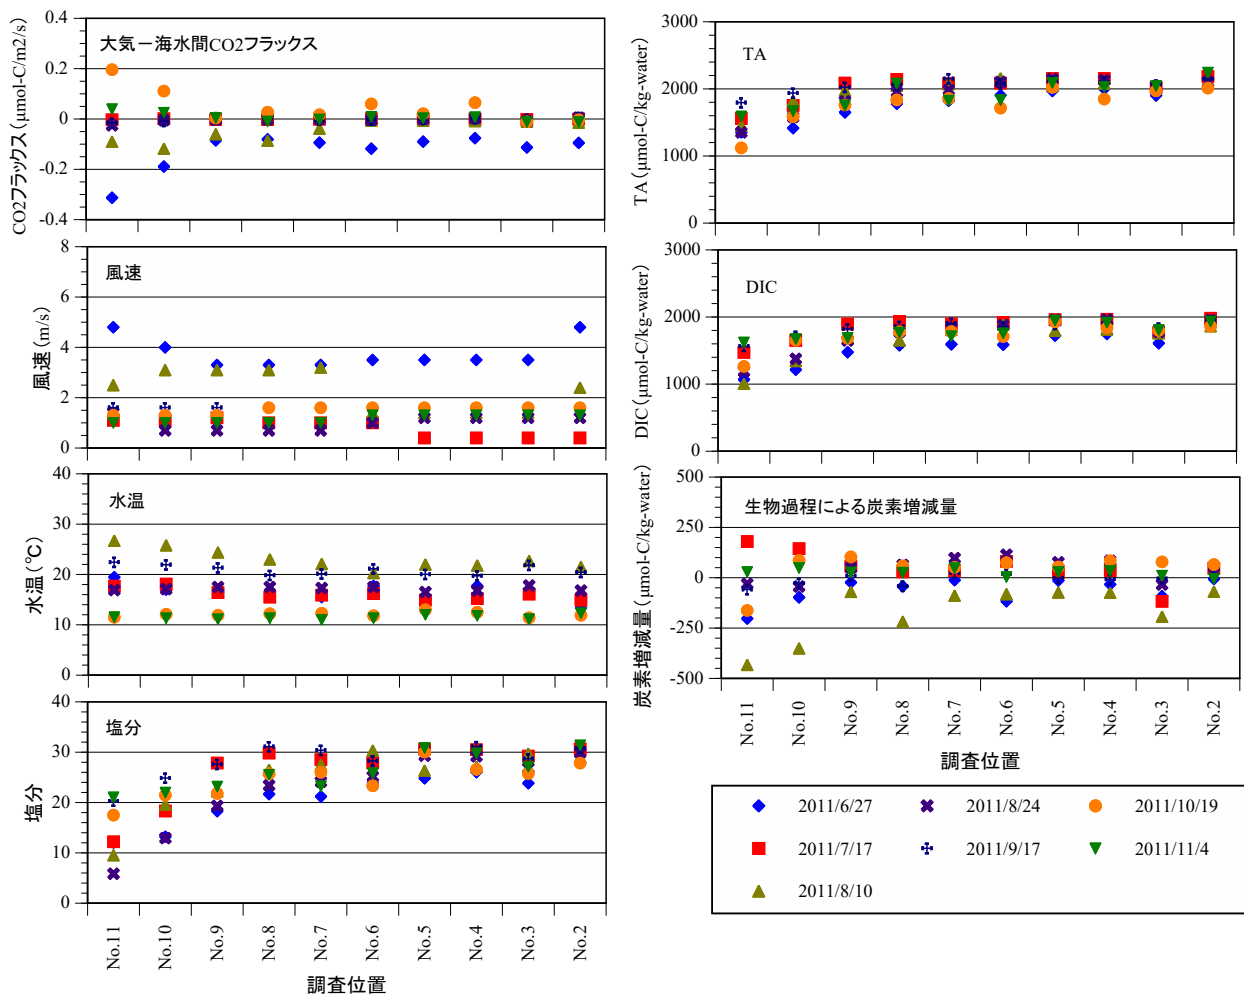 大気－海水間CO2フラックス
CO2フラックス(μmol-C/m2/s)
0.4
0.2
0
-0.2
-0.4
風速
風速(m/s)
8
6
4
2
0
水温
水温(℃)
40
30
20
10
0
塩分
塩分
40
30
20
10
0
No.11
No.10
No.9
No.8
No.7
No.6
No.5
No.4
No.3
No.2
調査位置
TA
TA(μmol-C/kg-water)
3000
2000
1000
0
DIC
DIC(μmol-C/kg-water)
3000
2000
1000
0
生物過程による炭素増減量
炭素増減量(μmol-C/kg-water)
500
250
0
-250
-500
No.11
No.10
No.9
No.8
No.7
No.6
No.5
No.4
No.3
No.2
調査位置
2011/6/27
2011/8/24
2011/10/19
2011/7/17
2011/9/17
2011/11/4
2011/8/10